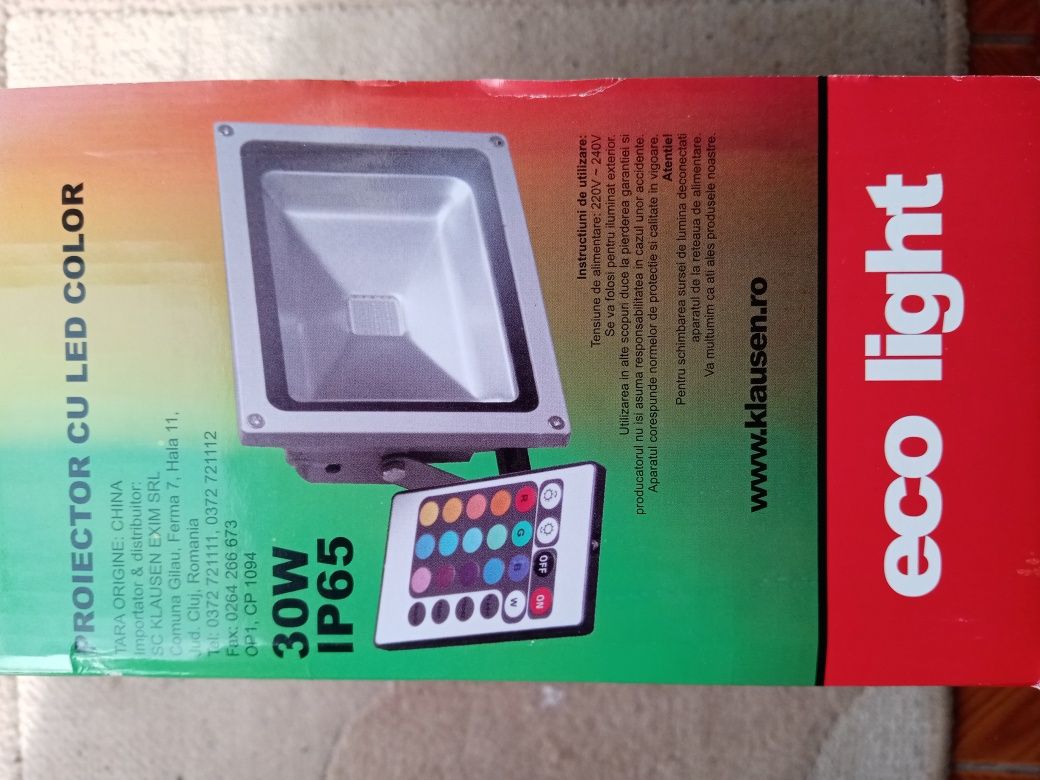 PROIECTOR CU LED COLOR
TARA ORIGINE: CHINA
Importator & distribuitor:
SC KLAUSEN EXIM SRL
Comuna Gilau, Ferma 7, Hala 11,
Jud. Cluj, Romania
Tel: 0372 721111, 0372 721112
Fax: 0264 266 673
OP1, CP 1094
30W
IP65
R
G
B
W
OFF
ON
Instructiuni de utilizare:
Tensiune de alimentare: 220V ~ 240V
Se va folosi pentru iluminat exterior.
Utilizarea in alte scopuri duce la pierderea garantiei si
producatorul nu isi asuma responsabilitatea in cazul unor accidente.
Aparatul corespunde normelor de protectie si calitate in vigoare.
Atentie!
Pentru schimbarea sursei de lumina deconectati
aparatul de la reteaua de alimentare.
Va multumim ca ati ales produsele noastre.
www.klausen.ro
eco light